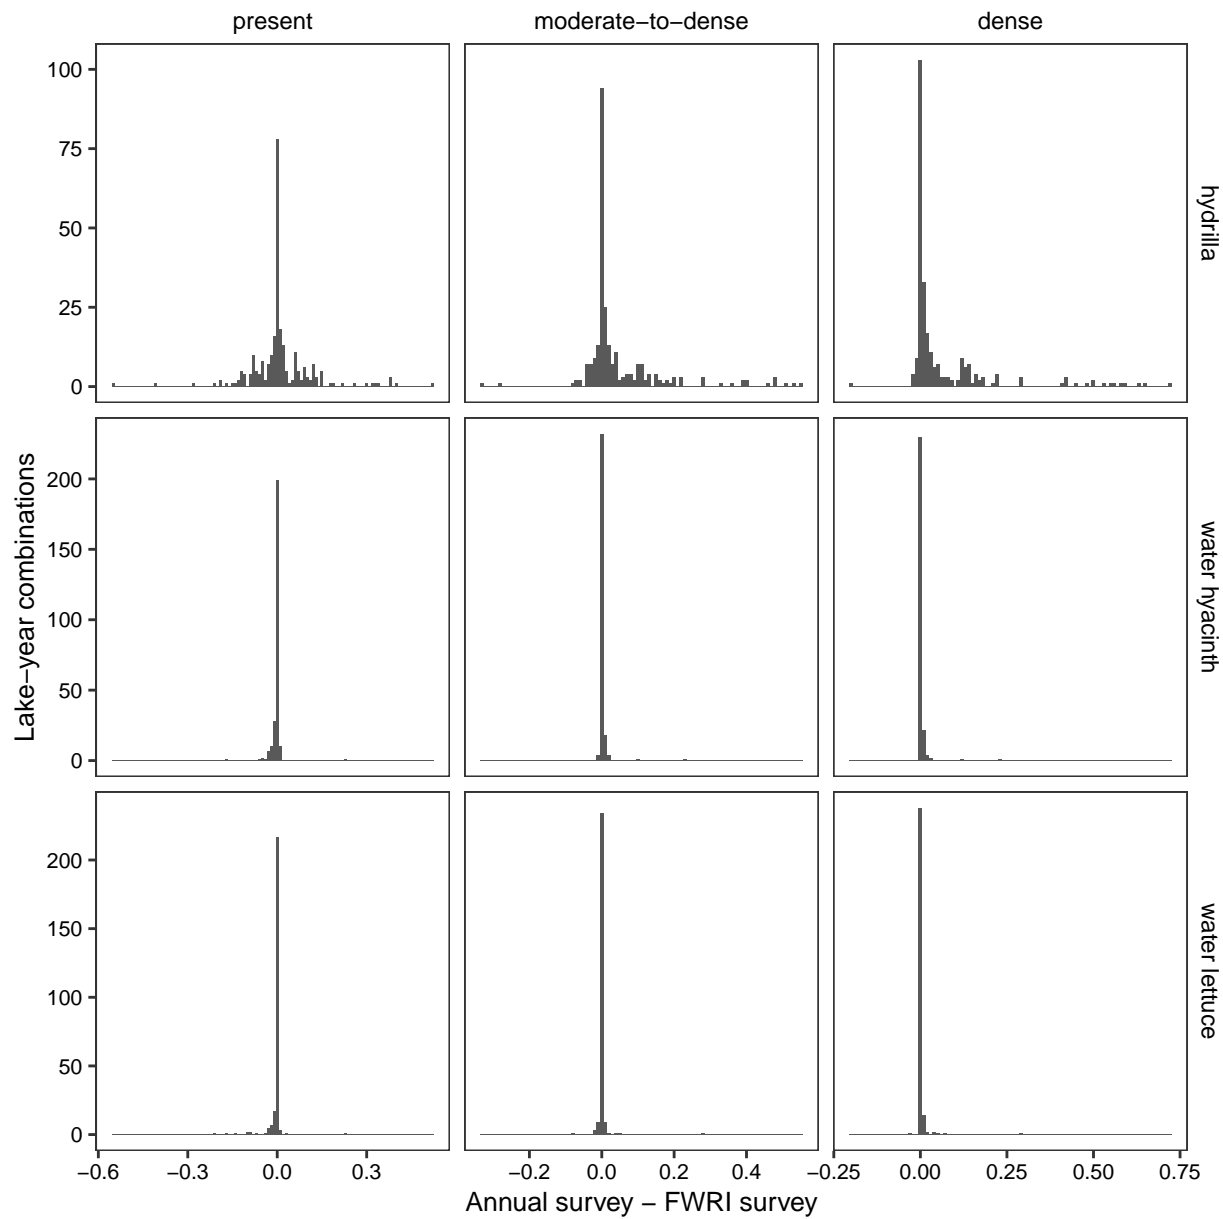 present
moderate−to−dense
dense
100
75
50
25
0
hydrilla
200
150
100
50
0
water hyacinth
200
150
100
50
0
water lettuce
Lake−year combinations
−0.6 −0.3 0.0 0.3
−0.2 0.0 0.2 0.4
−0.25 0.00 0.25 0.50 0.75
Annual survey − FWRI survey